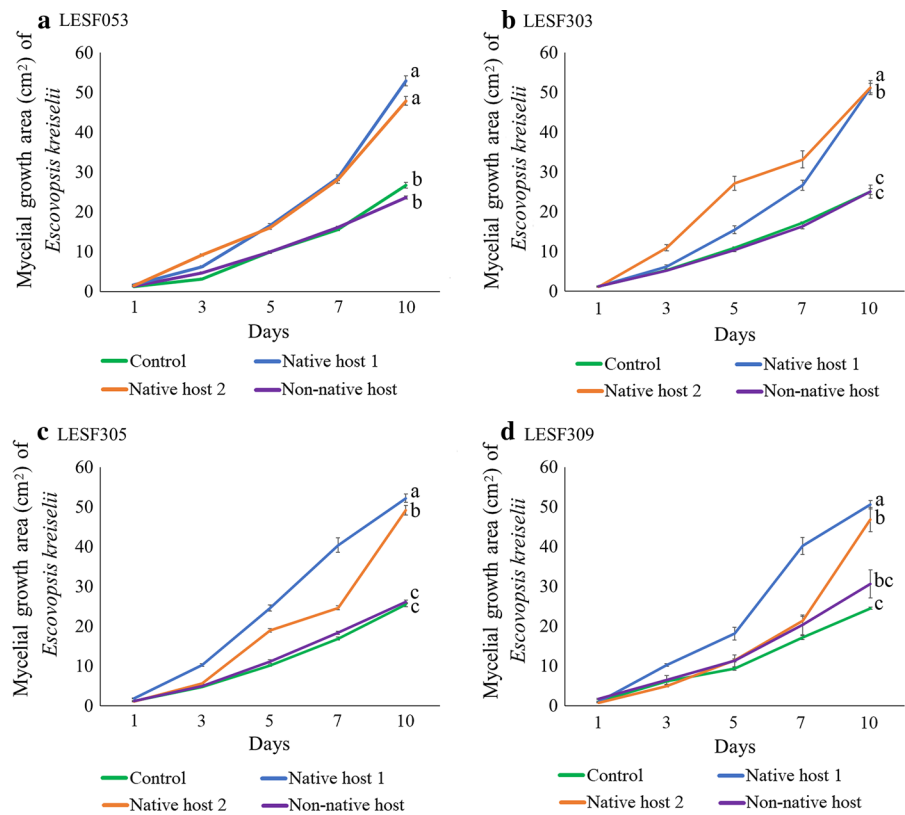 a LESF053
Mycelial growth area (cm²) of
Escovopsis kreiselii
60
50
40
30
20
10
0
a
a
b
b
1 3 5 7 10
Days
Control Native host 1
Native host 2 Non-native host
b LESF303
Mycelial growth area (cm²) of
Escovopsis kreiselii
60
50
40
30
20
10
0
a
b
c
c
1 3 5 7 10
Days
Control Native host 1
Native host 2 Non-native host
c LESF305
Mycelial growth area (cm²) of
Escovopsis kreiselii
60
50
40
30
20
10
0
a
b
c
c
1 3 5 7 10
Days
Control Native host 1
Native host 2 Non-native host
d LESF309
Mycelial growth area (cm²) of
Escovopsis kreiselii
60
50
40
30
20
10
0
a
b
bc
c
1 3 5 7 10
Days
Control Native host 1
Native host 2 Non-native host